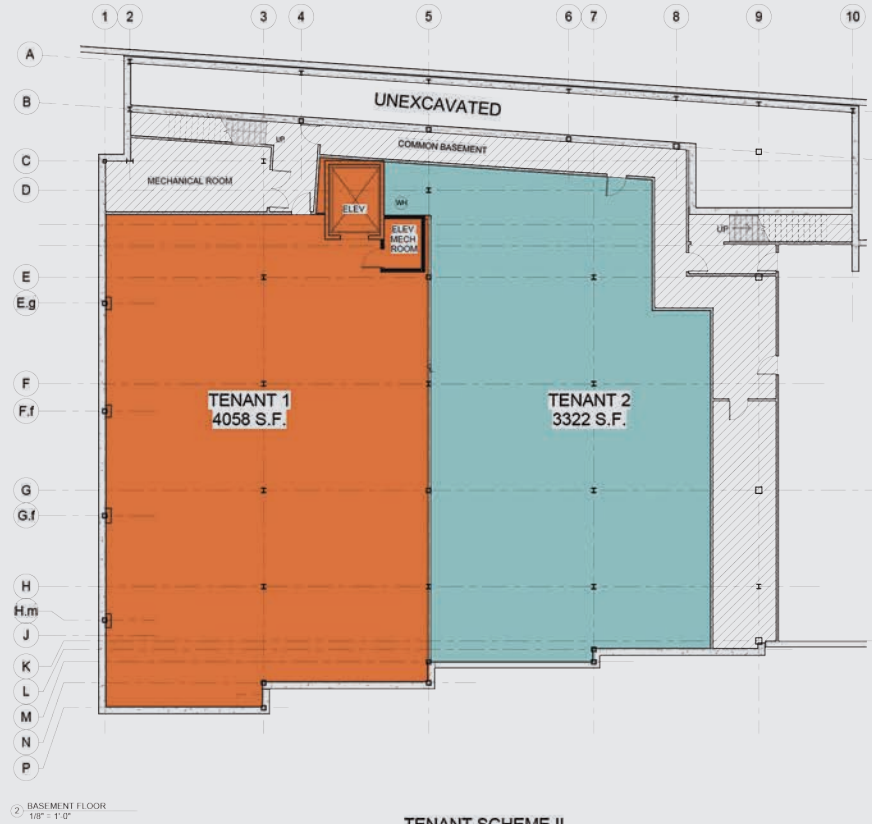 1 2 3 4 5 6 7 8 9 10
A
B
UNEXCAVATED
UP
COMMON BASEMENT
C
MECHANICAL ROOM
D
ELEV
WH
UP
ELEV.
MECH.
ROOM
E
E.g
F
TENANT 1
4058 S.F.
TENANT 2
3322 S.F.
F.f
G
G.f
H
H.m
J
K
L
M
N
P
2 BASEMENT FLOOR
1/8" = 1'-0"
TENANT SCHEME II